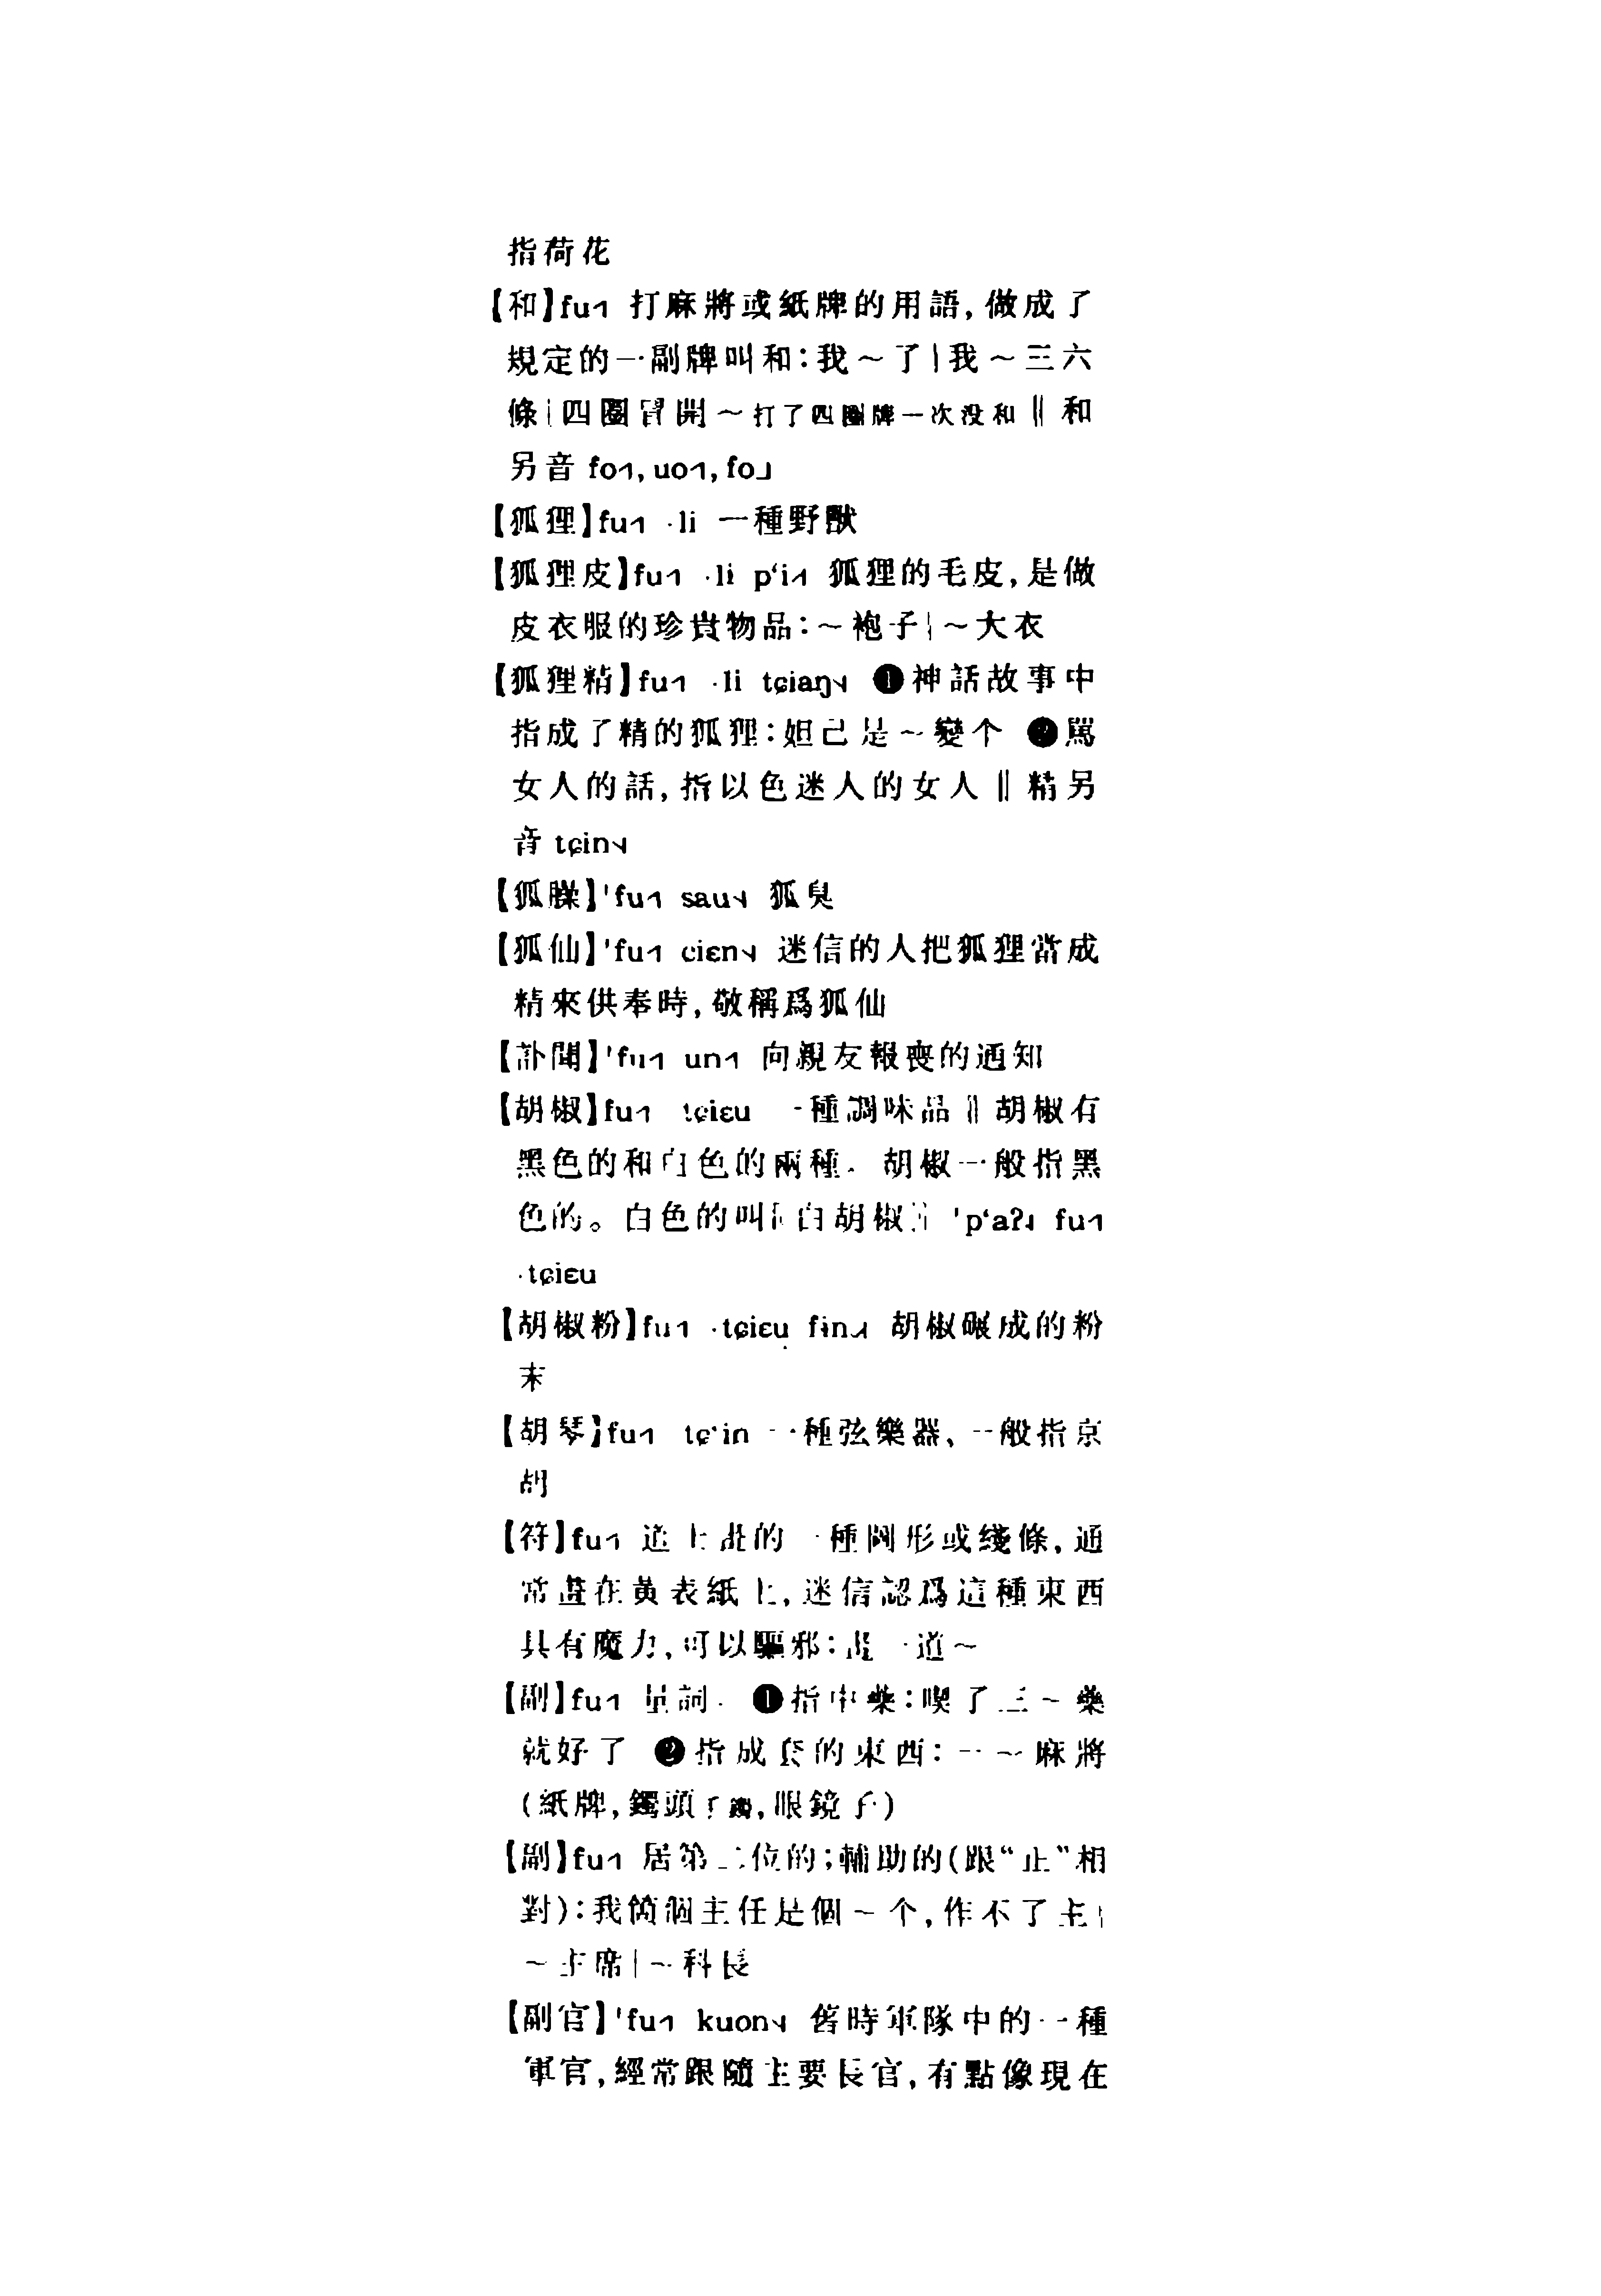 指荷花
【和】fu˧˥ 打麻將或紙牌的用語,做成了
規定的一副牌叫和:我～了|我～三六
條|四圈冒開～打了四圈牌一次没和‖和
另音 fo˧˥, uo˧˥, fo˩
【狐狸】fu˧˥ ·li 一種野獸
【狐狸皮】fu˧˥ ·li pʻi 狐狸的毛皮,是做
皮衣服的珍貴物品:～袍子|～大衣
【狐狸精】fu˧˥ ·li tɕiaŋ ❶神話故事中
指成了精的狐狸:妲己是～變个 ❷駡
女人的話,指以色迷人的女人‖精另
音 tɕin
【狐臊】ˈfu˧˥ sau 狐臭
【狐仙】ˈfu˧˥ ɕiɛn 迷信的人把狐狸當成
精來供奉時,敬稱爲狐仙
【訃聞】ˈfu˧˥ un˧˥ 向親友報喪的通知
【胡椒】fu˧˥ tɕiɛu 一種調味品‖胡椒有
黑色的和白色的兩種。胡椒一般指黑
色的。白色的叫[白胡椒] ˈpʻaʔ fu˧˥
·tɕiɛu
【胡椒粉】fu˧˥ ·tɕiɛu fɨn 胡椒碾成的粉
末
【胡琴】fu˧˥ tɕʻin 一種弦樂器,一般指京
胡
【符】fu˧˥ 道士畫的一種圖形或綫條,通
常畫在黄表紙上,迷信認爲這種東西
具有魔力,可以驅邪:畫一道～
【副】fu˧˥ 量詞。❶指中藥:喫了三～藥
就好了 ❷指成套的東西:一～麻將
(紙牌,鐲頭子,眼鏡子)
【副】fu˧˥ 居第二位的;輔助的(跟“正”相
對):我箇個主任是個～个,作不了主|
～主席|～科長
【副官】ˈfu˧˥ kuon 舊時軍隊中的一種
軍官,經常跟隨主要長官,有點像現在